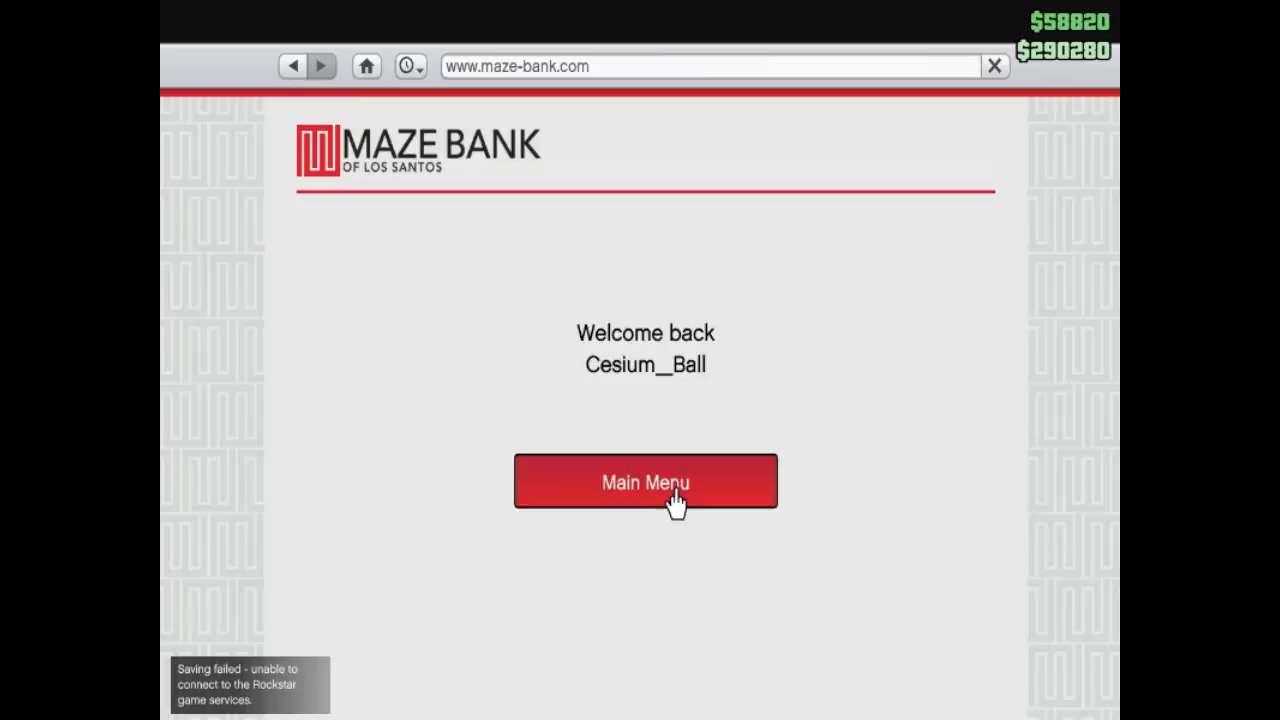 $58820
$290280
www.maze-bank.com
MAZE BANK
OF LOS SANTOS
Welcome back
Cesium__Ball
Main Menu
Saving failed - unable to
connect to the Rockstar
game services.